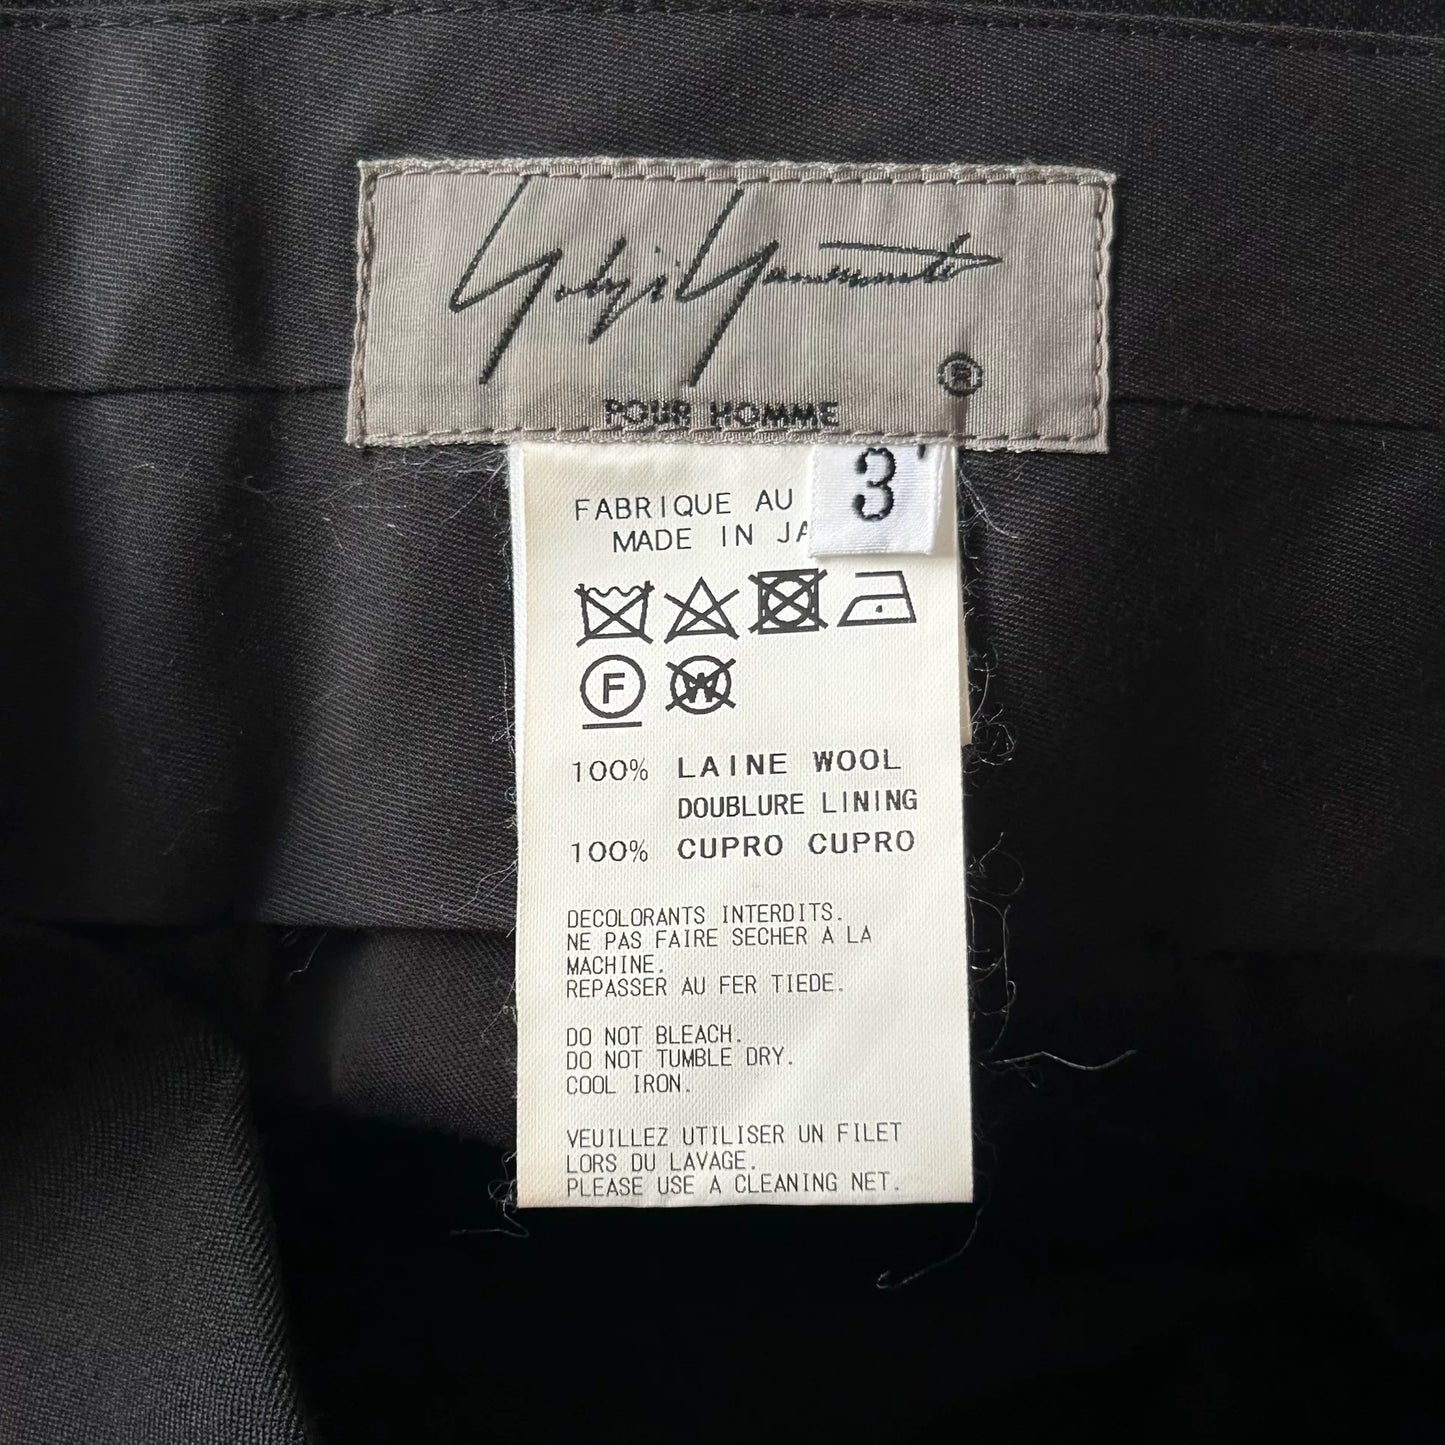 Yohji Yamamoto
®
POUR HOMME
3
FABRIQUE AU
MADE IN JA
F
W
100% LAINE WOOL
DOUBLURE LINING
100% CUPRO CUPRO
DECOLORANTS INTERDITS.
NE PAS FAIRE SECHER A LA
MACHINE.
REPASSER AU FER TIEDE.
DO NOT BLEACH.
DO NOT TUMBLE DRY.
COOL IRON.
VEUILLEZ UTILISER UN FILET
LORS DU LAVAGE.
PLEASE USE A CLEANING NET.